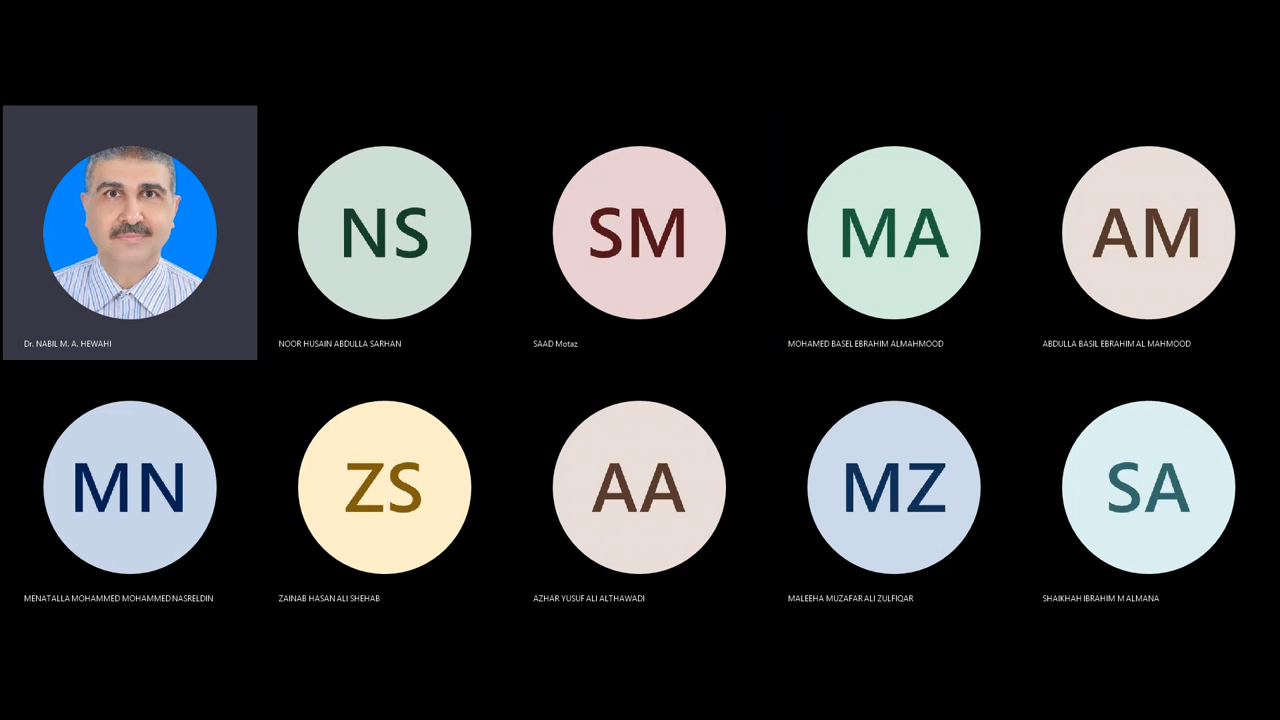 NS
SM
MA
AM
Dr. NABIL M. A. HEWAHI
NOOR HUSAIN ABDULLA SARHAN
SAAD Motaz
MOHAMED BASEL EBRAHIM ALMAHMOOD
ABDULLA BASIL EBRAHIM AL MAHMOOD
MN
ZS
AA
MZ
SA
MENATALLA MOHAMMED MOHAMMED NASRELDIN
ZAINAB HASAN ALI SHEHAB
AZHAR YUSUF ALI ALTHAWADI
MALEEHA MUZAFAR ALI ZULFIQAR
SHAIKHAH IBRAHIM M ALMANA